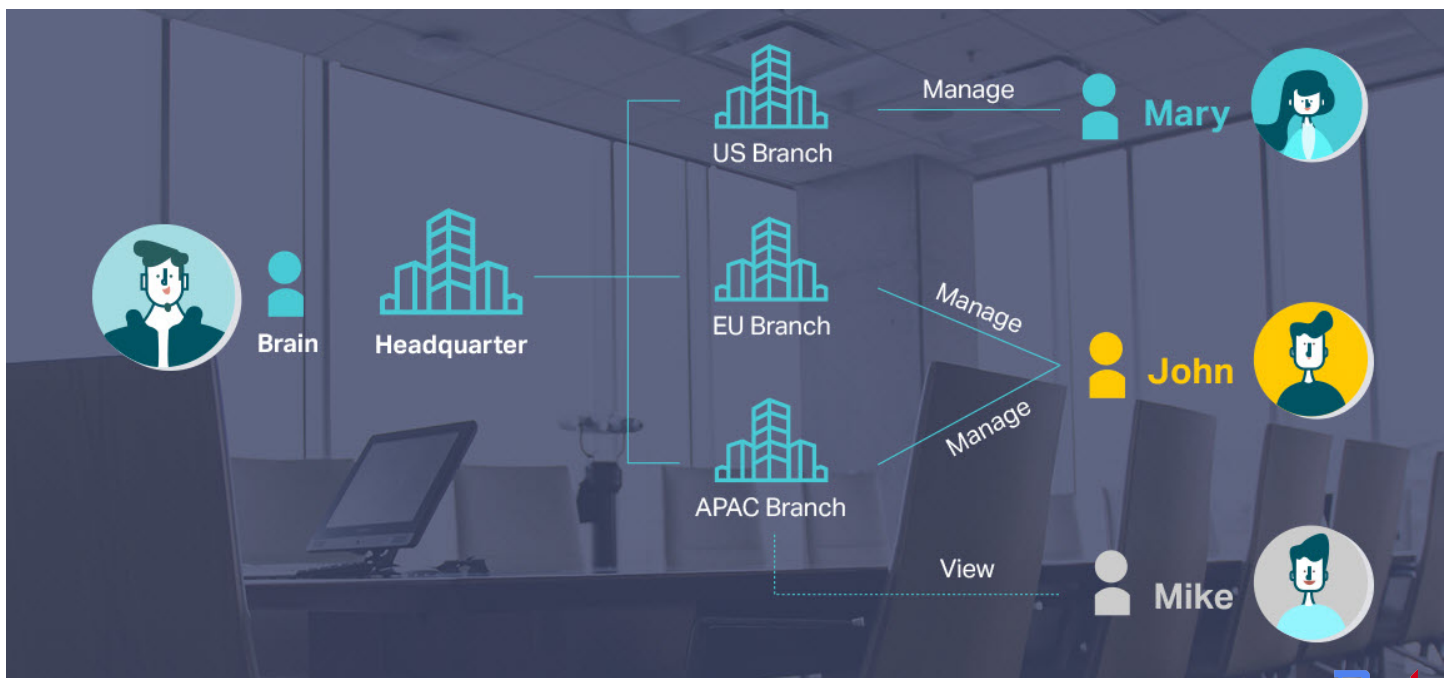 Manage
Mary
US Branch
Brain
Headquarter
EU Branch
Manage
John
Manage
APAC Branch
View
Mike